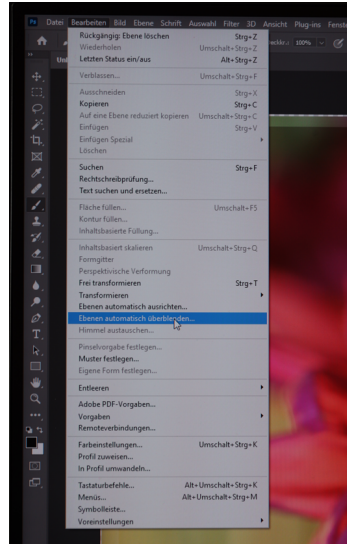 Ps Datei Bearbeiten Bild Ebene Schrift Auswahl Filter 3D Ansicht Plug-ins
Deckkr.: 100%
Rückgängig: Ebene löschen Strg+Z
Wiederholen Umschalt+Strg+Z
Letzten Status ein/aus Alt+Strg+Z
Verblassen... Umschalt+Strg+F
Ausschneiden Strg+X
Kopieren Strg+C
Auf eine Ebene reduziert kopieren Umschalt+Strg+C
Einfügen Strg+V
Einfügen Spezial
Löschen
Suchen Strg+F
Rechtschreibprüfung...
Text suchen und ersetzen...
Fläche füllen... Umschalt+F5
Kontur füllen...
Inhaltsbasierte Füllung...
Inhaltsbasiert skalieren Umschalt+Strg+Q
Formgitter
Perspektivische Verformung
Frei transformieren Strg+T
Transformieren
Ebenen automatisch ausrichten...
Ebenen automatisch überblenden...
Himmel austauschen...
Pinselvorgabe festlegen...
Muster festlegen...
Eigene Form festlegen...
Entleeren
Adobe PDF-Vorgaben...
Vorgaben
Remoteverbindungen...
Farbeinstellungen... Umschalt+Strg+K
Profil zuweisen...
In Profil umwandeln...
Tastaturbefehle... Alt+Umschalt+Strg+K
Menüs... Alt+Umschalt+Strg+M
Symbolleiste...
Voreinstellungen